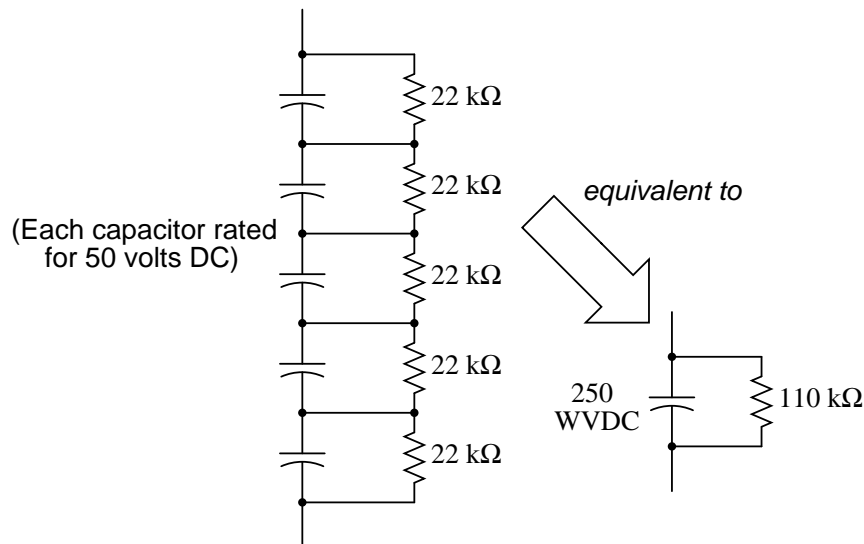 22 kΩ
22 kΩ
equivalent to
(Each capacitor rated
for 50 volts DC)
22 kΩ
22 kΩ
250
WVDC
110 kΩ
22 kΩ